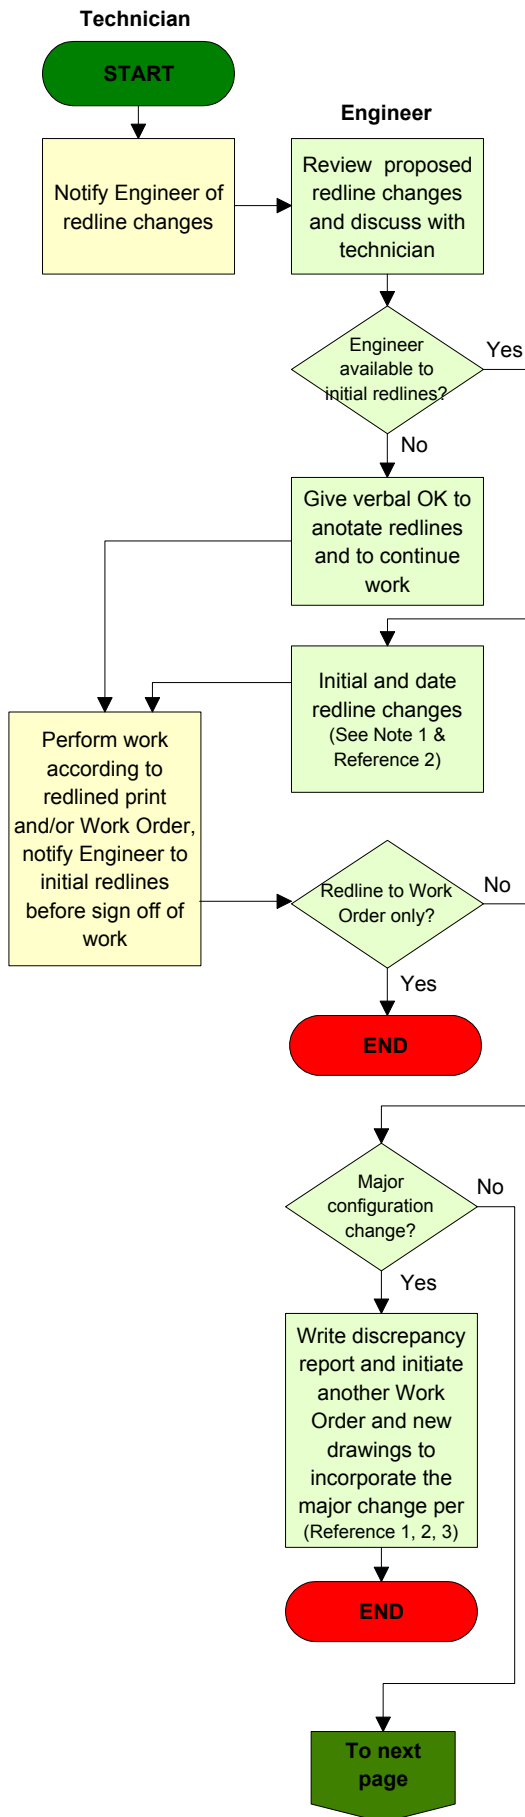 Technician
START
Engineer
Notify Engineer of
redline changes
Review proposed
redline changes
and discuss with
technician
Engineer
available to
initial redlines?
Yes
No
Give verbal OK to
anotate redlines
and to continue
work
Initial and date
redline changes
(See Note 1 &
Reference 2)
Perform work
according to
redlined print
and/or Work Order,
notify Engineer to
initial redlines
before sign off of
work
Redline to Work
Order only?
No
Yes
END
Major
configuration
change?
No
Yes
Write discrepancy
report and initiate
another Work
Order and new
drawings to
incorporate the
major change per
(Reference 1, 2, 3)
END
To next
page